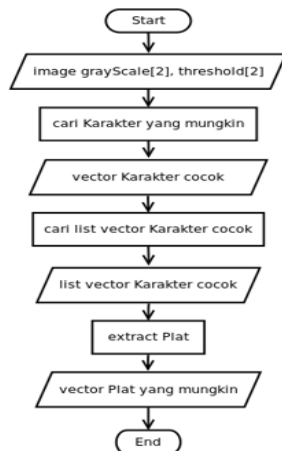 Start
image grayScale[2], threshold[2]
cari Karakter yang mungkin
vector Karakter cocok
cari list vector Karakter cocok
list vector Karakter cocok
extract Plat
vector Plat yang mungkin
End